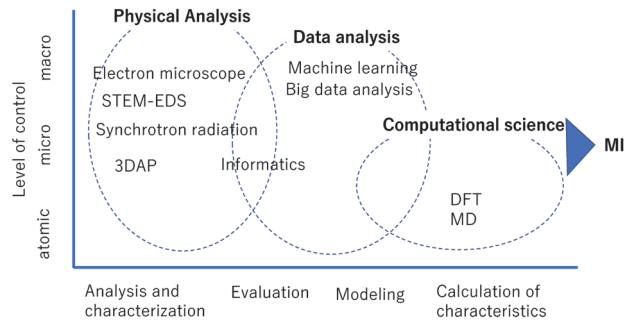 Physical Analysis
Data analysis
Electron microscope
Machine learning
STEM-EDS
Big data analysis
Synchrotron radiation
Computational science
3DAP
Informatics
MI
DFT
MD
Level of control
macro
micro
atomic
Analysis and
characterization
Evaluation
Modeling
Calculation of
characteristics